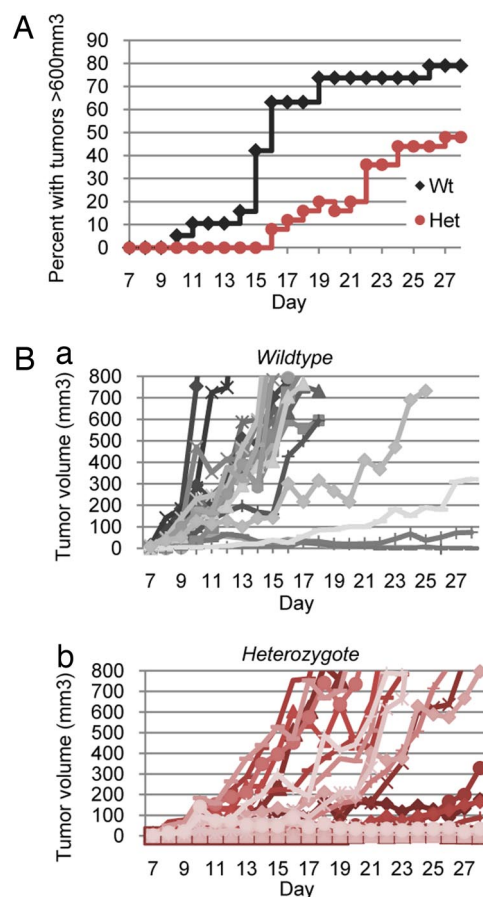 A
Percent with tumors >600mm3
90
80
70
60
50
40
30
20
10
0
Wt
Het
7 9 11 13 15 17 19 21 23 25 27
Day
B a
Wildtype
Tumor volume (mm3)
800
700
600
500
400
300
200
100
0
7 9 11 13 15 17 19 21 23 25 27
Day
b
Heterozygote
Tumor volume (mm3)
800
700
600
500
400
300
200
100
0
7 9 11 13 15 17 19 21 23 25 27
Day